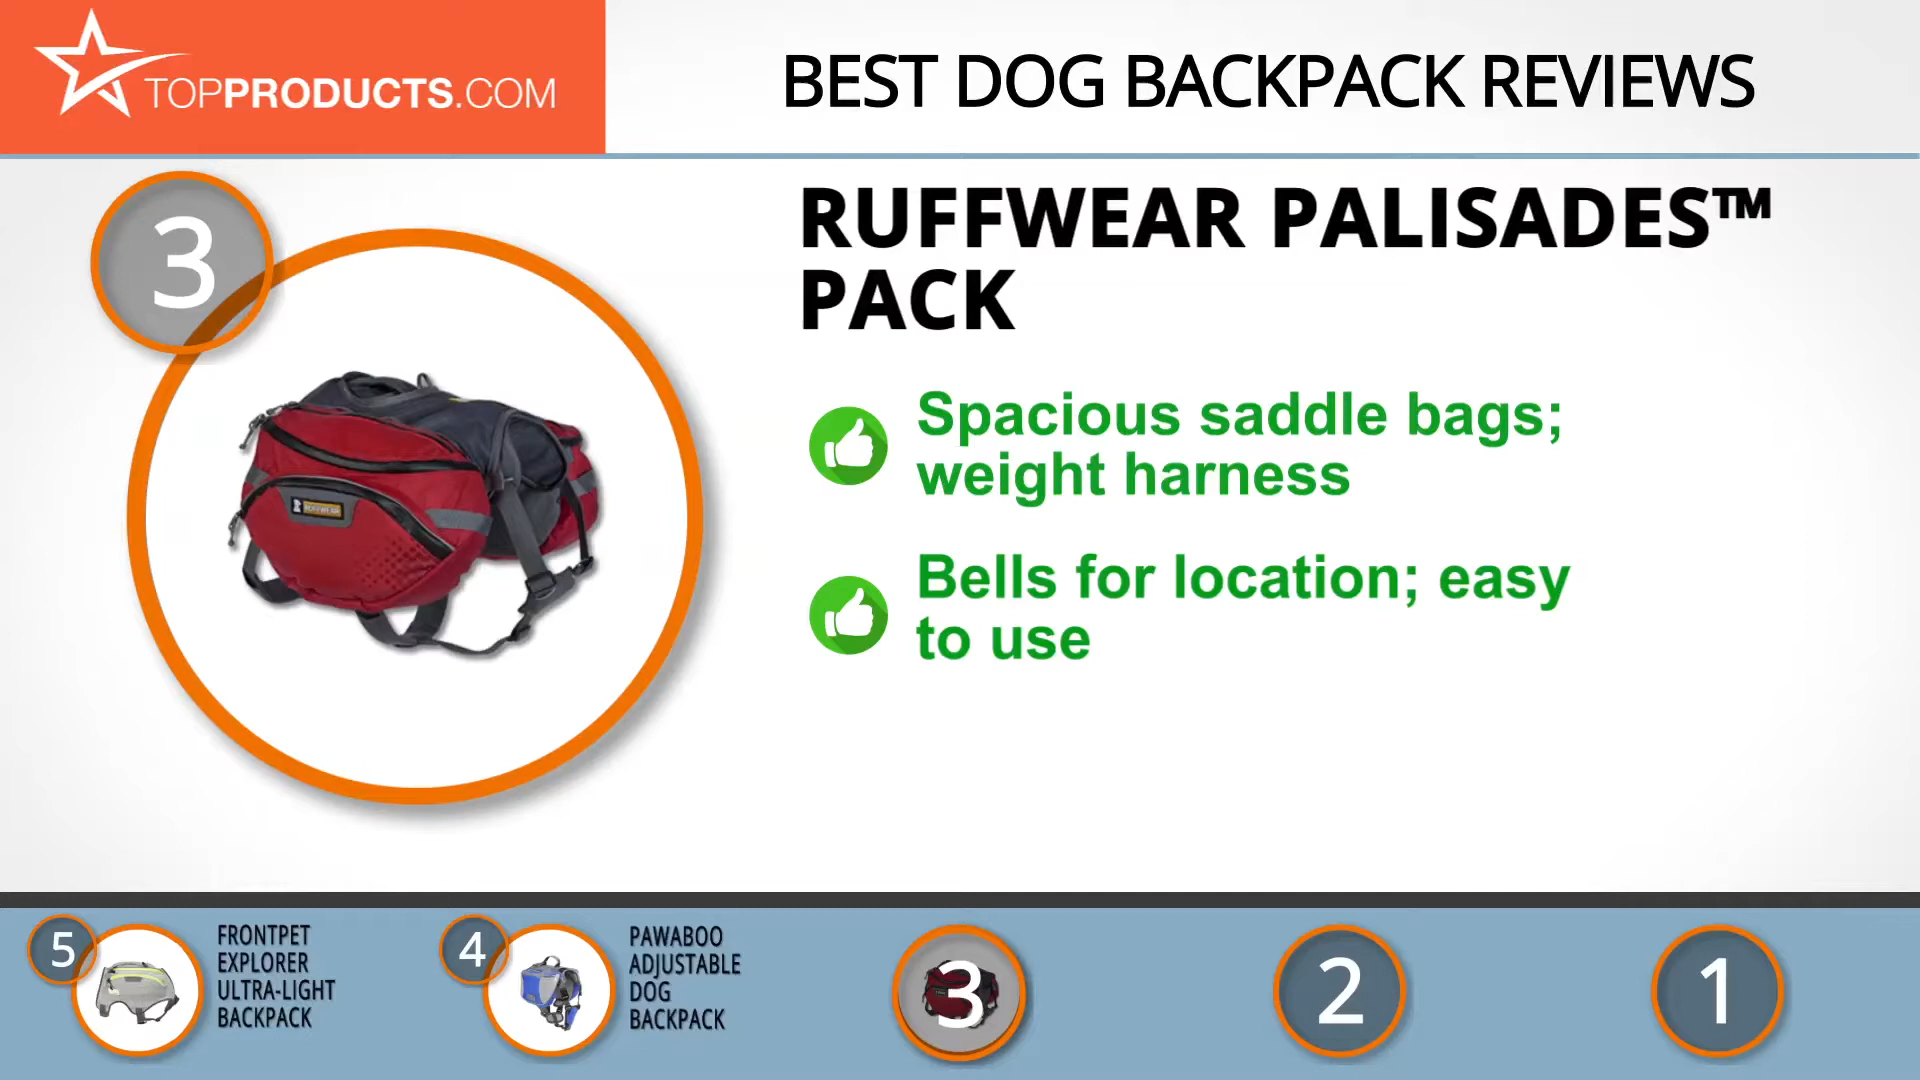 TOPPRODUCTS.COM
BEST DOG BACKPACK REVIEWS
3
RUFFWEAR PALISADES™
PACK
RUFFWEAR
Spacious saddle bags;
weight harness
Bells for location; easy
to use
5
FRONTPET
EXPLORER
ULTRA-LIGHT
BACKPACK
4
PAWABOO
ADJUSTABLE
DOG
BACKPACK
3
2
1